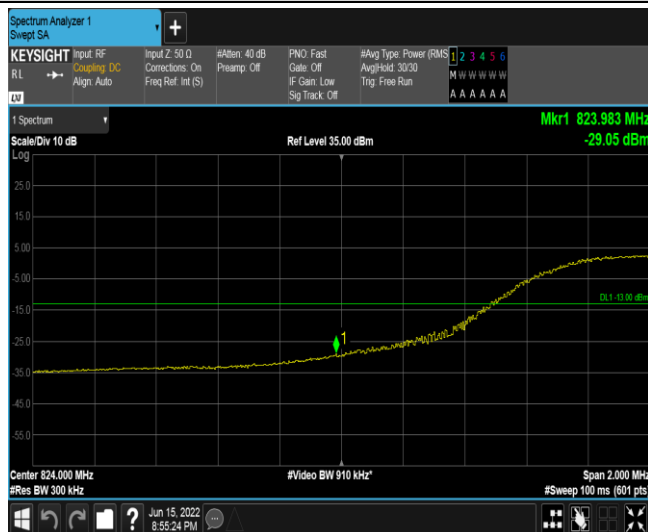 Spectrum Analyzer 1
Swept SA
KEYSIGHT
RL
LXI
Input: RF
Coupling: DC
Align: Auto
Input Z: 50 Ω
Corrections: On
Freq Ref: Int (S)
#Atten: 40 dB
Preamp: Off
PNO: Fast
Gate: Off
IF Gain: Low
Sig Track: Off
#Avg Type: Power (RMS
Avg|Hold: 30/30
Trig: Free Run
1 2 3 4 5 6
M W W W W W
A A A A A A
1 Spectrum
Mkr1 823.983 MHz
-29.05 dBm
Scale/Div 10 dB
Ref Level 35.00 dBm
Log
25.0
15.0
5.00
-5.00
DL1 -13.00 dBm
-15.0
1
-25.0
-35.0
-45.0
-55.0
Center 824.000 MHz
#Video BW 910 kHz*
Span 2.000 MHz
#Res BW 300 kHz
#Sweep 100 ms (601 pts)
?
Jun 15, 2022
8:55:24 PM